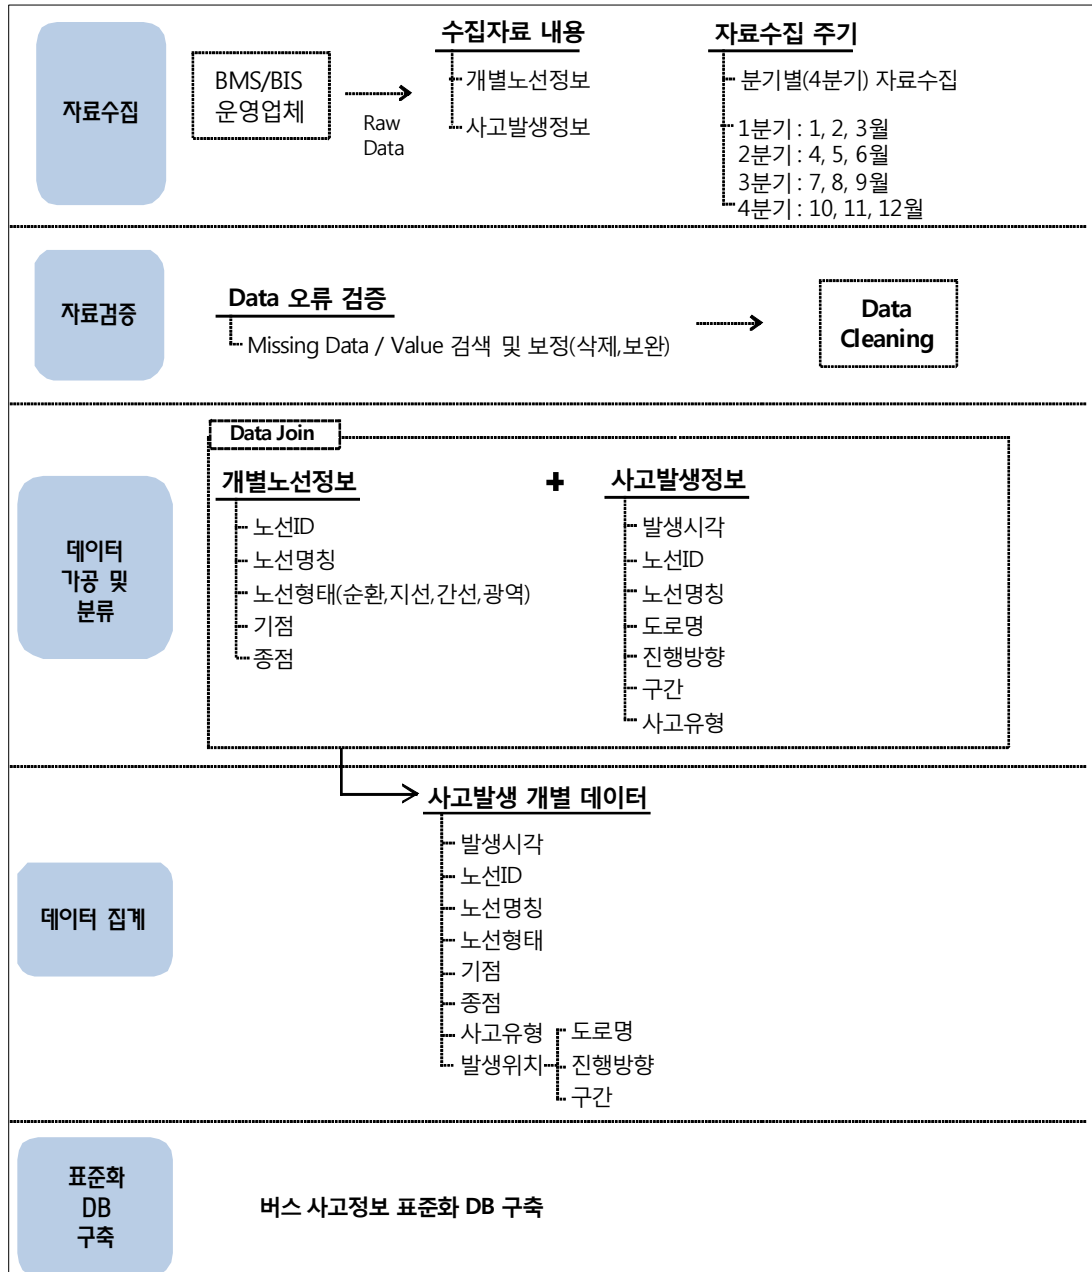 자료수집
BMS/BIS
운영업체
Raw
Data
수집자료 내용
개별노선정보
사고발생정보
자료수집 주기
분기별(4분기) 자료수집
1분기 : 1, 2, 3월
2분기 : 4, 5, 6월
3분기 : 7, 8, 9월
4분기 : 10, 11, 12월
자료검증
Data 오류 검증
Missing Data / Value 검색 및 보정(삭제,보완)
Data
Cleaning
데이터
가공 및
분류
Data Join
개별노선정보
노선ID
노선명칭
노선형태(순환,지선,간선,광역)
기점
종점
+
사고발생정보
발생시각
노선ID
노선명칭
도로명
진행방향
구간
사고유형
데이터 집계
사고발생 개별 데이터
발생시각
노선ID
노선명칭
노선형태
기점
종점
사고유형
발생위치
도로명
진행방향
구간
표준화
DB
구축
버스 사고정보 표준화 DB 구축